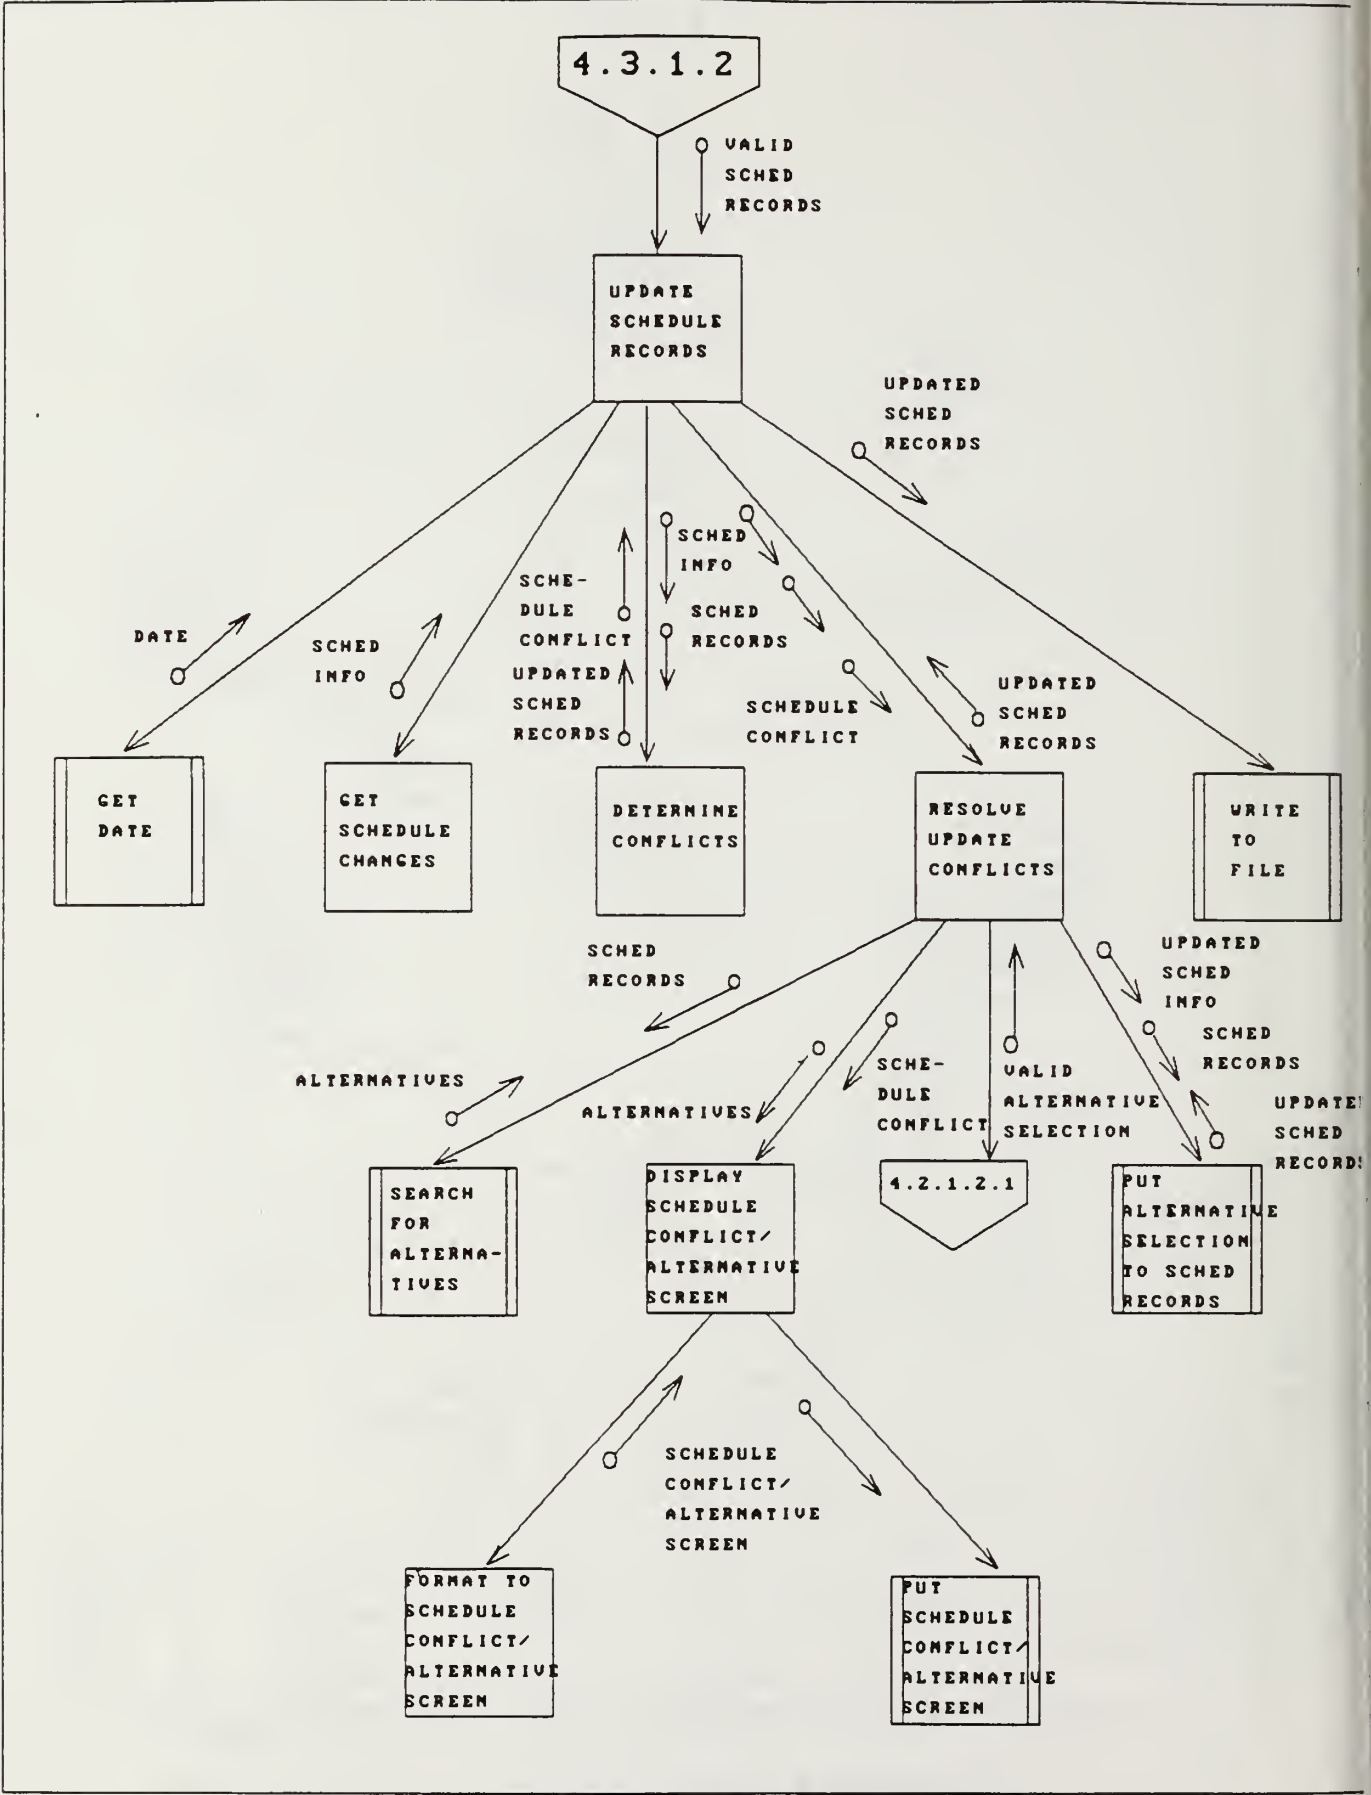 4.3.1.2
VALID
SCHED
RECORDS
UPDATE
SCHEDULE
RECORDS
UPDATED
SCHED
RECORDS
SCHED
INFO
SCHE-
DULE
CONFLICT
SCHED
RECORDS
DATE
SCHED
INFO
UPDATED
SCHED
RECORDS
SCHEDULE
CONFLICT
UPDATED
SCHED
RECORDS
GET
DATE
GET
SCHEDULE
CHANGES
DETERMINE
CONFLICTS
RESOLVE
UPDATE
CONFLICTS
WRITE
TO
FILE
SCHED
RECORDS
UPDATED
SCHED
INFO
SCHED
RECORDS
ALTERNATIVES
ALTERNATIVES
SCHE-
DULE
CONFLICT
VALID
ALTERNATIVE
SELECTION
UPDATE
SCHED
RECORDS
SEARCH
FOR
ALTERNA-
TIVES
DISPLAY
SCHEDULE
CONFLICT/
ALTERNATIVE
SCREEN
4.2.1.2.1
PUT
ALTERNATIVE
SELECTION
TO SCHED
RECORDS
SCHEDULE
CONFLICT/
ALTERNATIVE
SCREEN
FORMAT TO
SCHEDULE
CONFLICT/
ALTERNATIVE
SCREEN
PUT
SCHEDULE
CONFLICT/
ALTERNATIVE
SCREEN